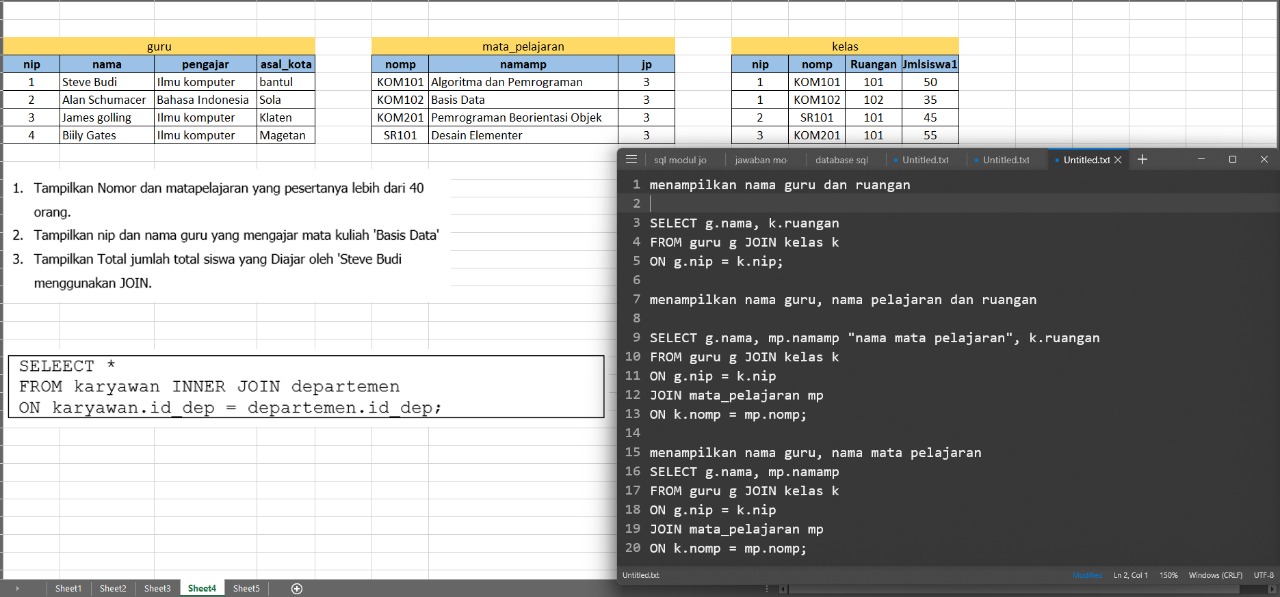 guru
nip nama pengajar asal_kota
1 Steve Budi Ilmu komputer bantul
2 Alan Schumacer Bahasa Indonesia Sola
3 James golling Ilmu komputer Klaten
4 Biily Gates Ilmu komputer Magetan
mata_pelajaran
nomp namamp jp
KOM101 Algoritma dan Pemrograman 3
KOM102 Basis Data 3
KOM201 Pemrograman Beorientasi Objek 3
SR101 Desain Elementer 3
kelas
nip nomp Ruangan Jmlsiswa1
1 KOM101 101 50
1 KOM102 102 35
2 SR101 101 45
3 KOM201 101 55
1. Tampilkan Nomor dan matapelajaran yang pesertanya lebih dari 40
orang.
2. Tampilkan nip dan nama guru yang mengajar mata kuliah 'Basis Data'
3. Tampilkan Total jumlah total siswa yang Diajar oleh 'Steve Budi
menggunakan JOIN.
SELEECT *
FROM karyawan INNER JOIN departemen
ON karyawan.id_dep = departemen.id_dep;
sql modul jo jawaban mo database sql Untitled.txt Untitled.txt Untitled.txt
1 menampilkan nama guru dan ruangan
2
3 SELECT g.nama, k.ruangan
4 FROM guru g JOIN kelas k
5 ON g.nip = k.nip;
6
7 menampilkan nama guru, nama pelajaran dan ruangan
8
9 SELECT g.nama, mp.namamp "nama mata pelajaran", k.ruangan
10 FROM guru g JOIN kelas k
11 ON g.nip = k.nip
12 JOIN mata_pelajaran mp
13 ON k.nomp = mp.nomp;
14
15 menampilkan nama guru, nama mata pelajaran
16 SELECT g.nama, mp.namamp
17 FROM guru g JOIN kelas k
18 ON g.nip = k.nip
19 JOIN mata_pelajaran mp
20 ON k.nomp = mp.nomp;
Untitled.txt Modified Ln 2, Col 1 150% Windows (CRLF) UTF-8
Sheet1 Sheet2 Sheet3 Sheet4 Sheet5